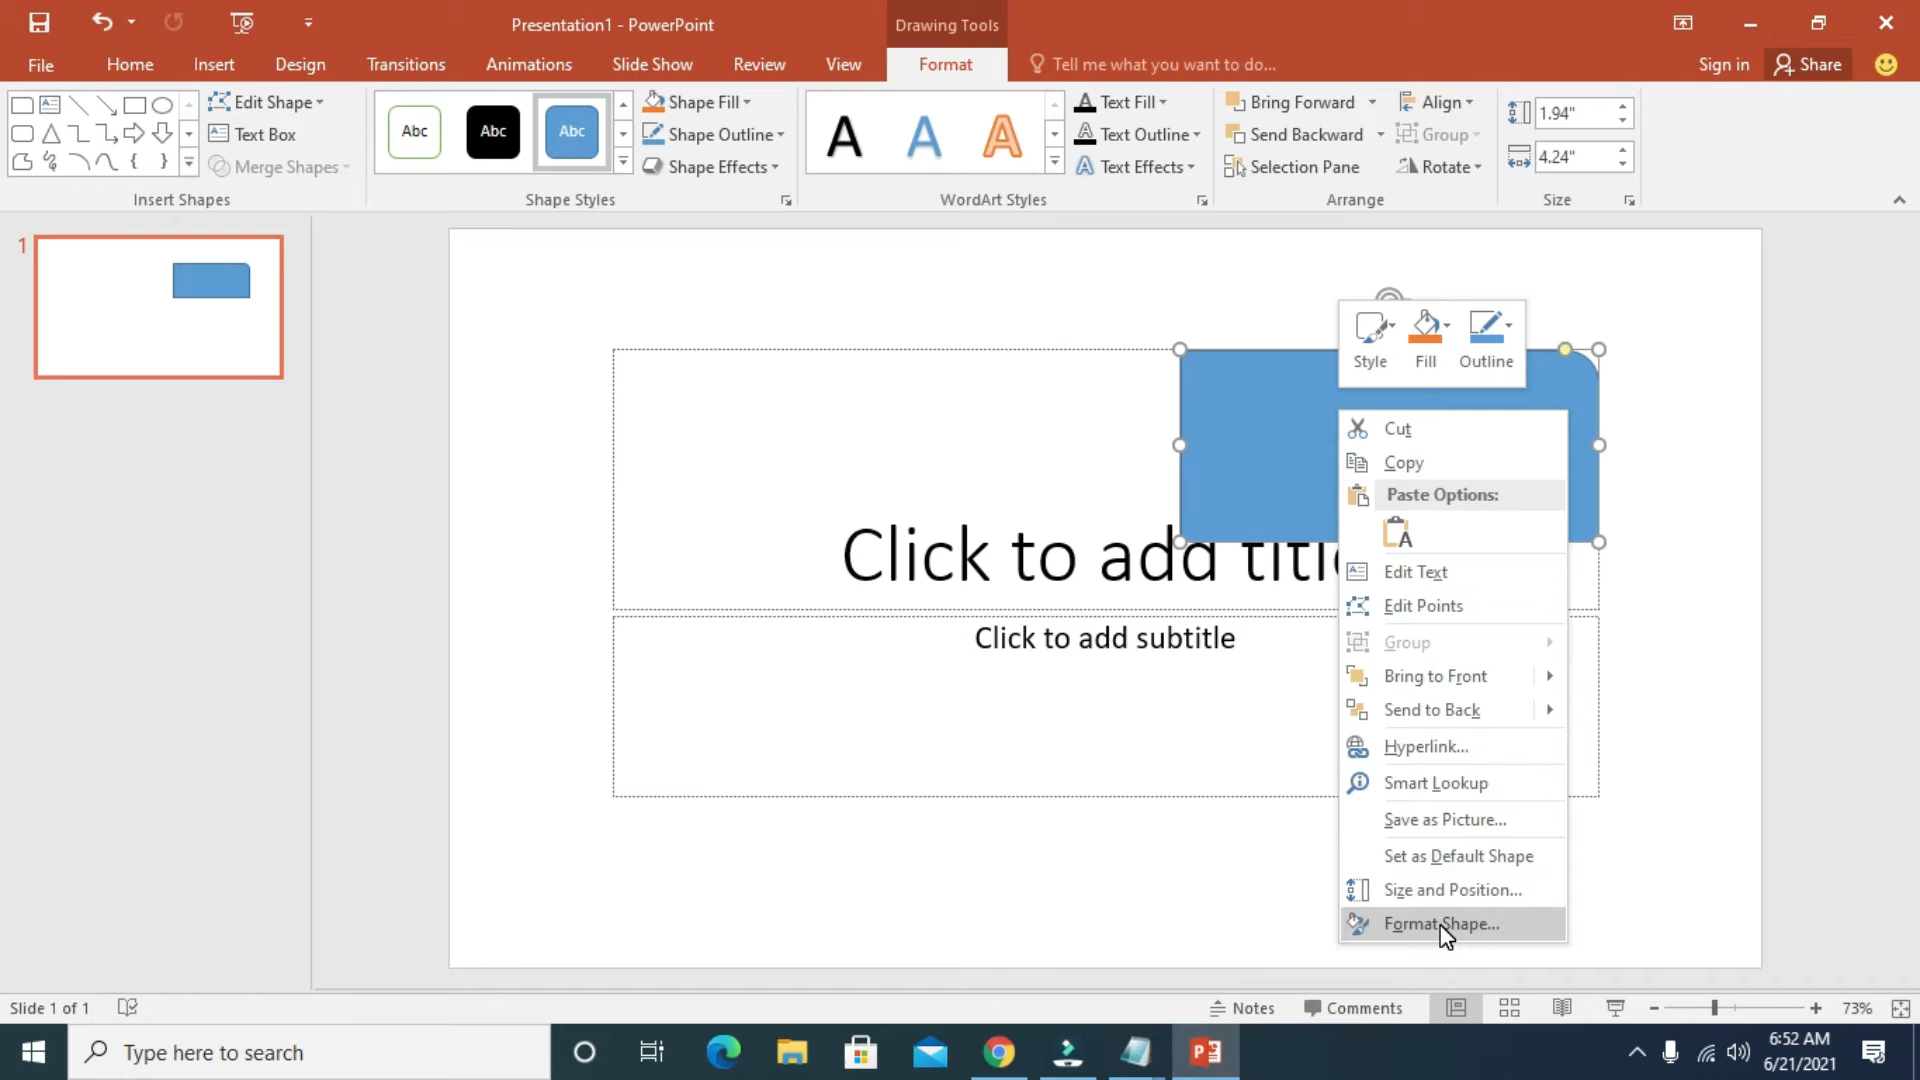 Presentation1 - PowerPoint
Drawing Tools
File Home Insert Design Transitions Animations Slide Show Review View Format Tell me what you want to do... Sign in Share
Edit Shape
Text Box
Merge Shapes
Insert Shapes
Abc Abc Abc
Shape Fill
Shape Outline
Shape Effects
Shape Styles
A A A
Text Fill
Text Outline
Text Effects
WordArt Styles
Bring Forward
Send Backward
Selection Pane
Align
Group
Rotate
Arrange
1.94"
4.24"
Size
1
Style Fill Outline
Click to add title
Click to add subtitle
Cut
Copy
Paste Options:
Edit Text
Edit Points
Group
Bring to Front
Send to Back
Hyperlink...
Smart Lookup
Save as Picture...
Set as Default Shape
Size and Position...
Format Shape...
Slide 1 of 1
Notes Comments 73%
Type here to search
6:52 AM
6/21/2021